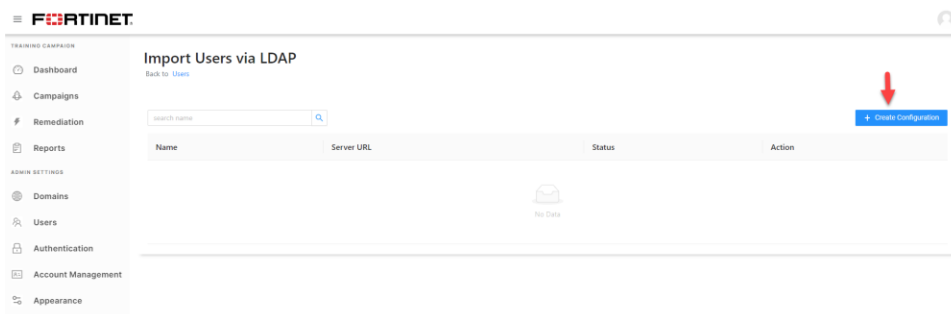 FORTINET
TRAINING CAMPAIGN
Dashboard
Campaigns
Remediation
Reports
ADMIN SETTINGS
Domains
Users
Authentication
Account Management
Appearance
Import Users via LDAP
Back to Users
search name
+ Create Configuration
Name Server URL Status Action
No Data